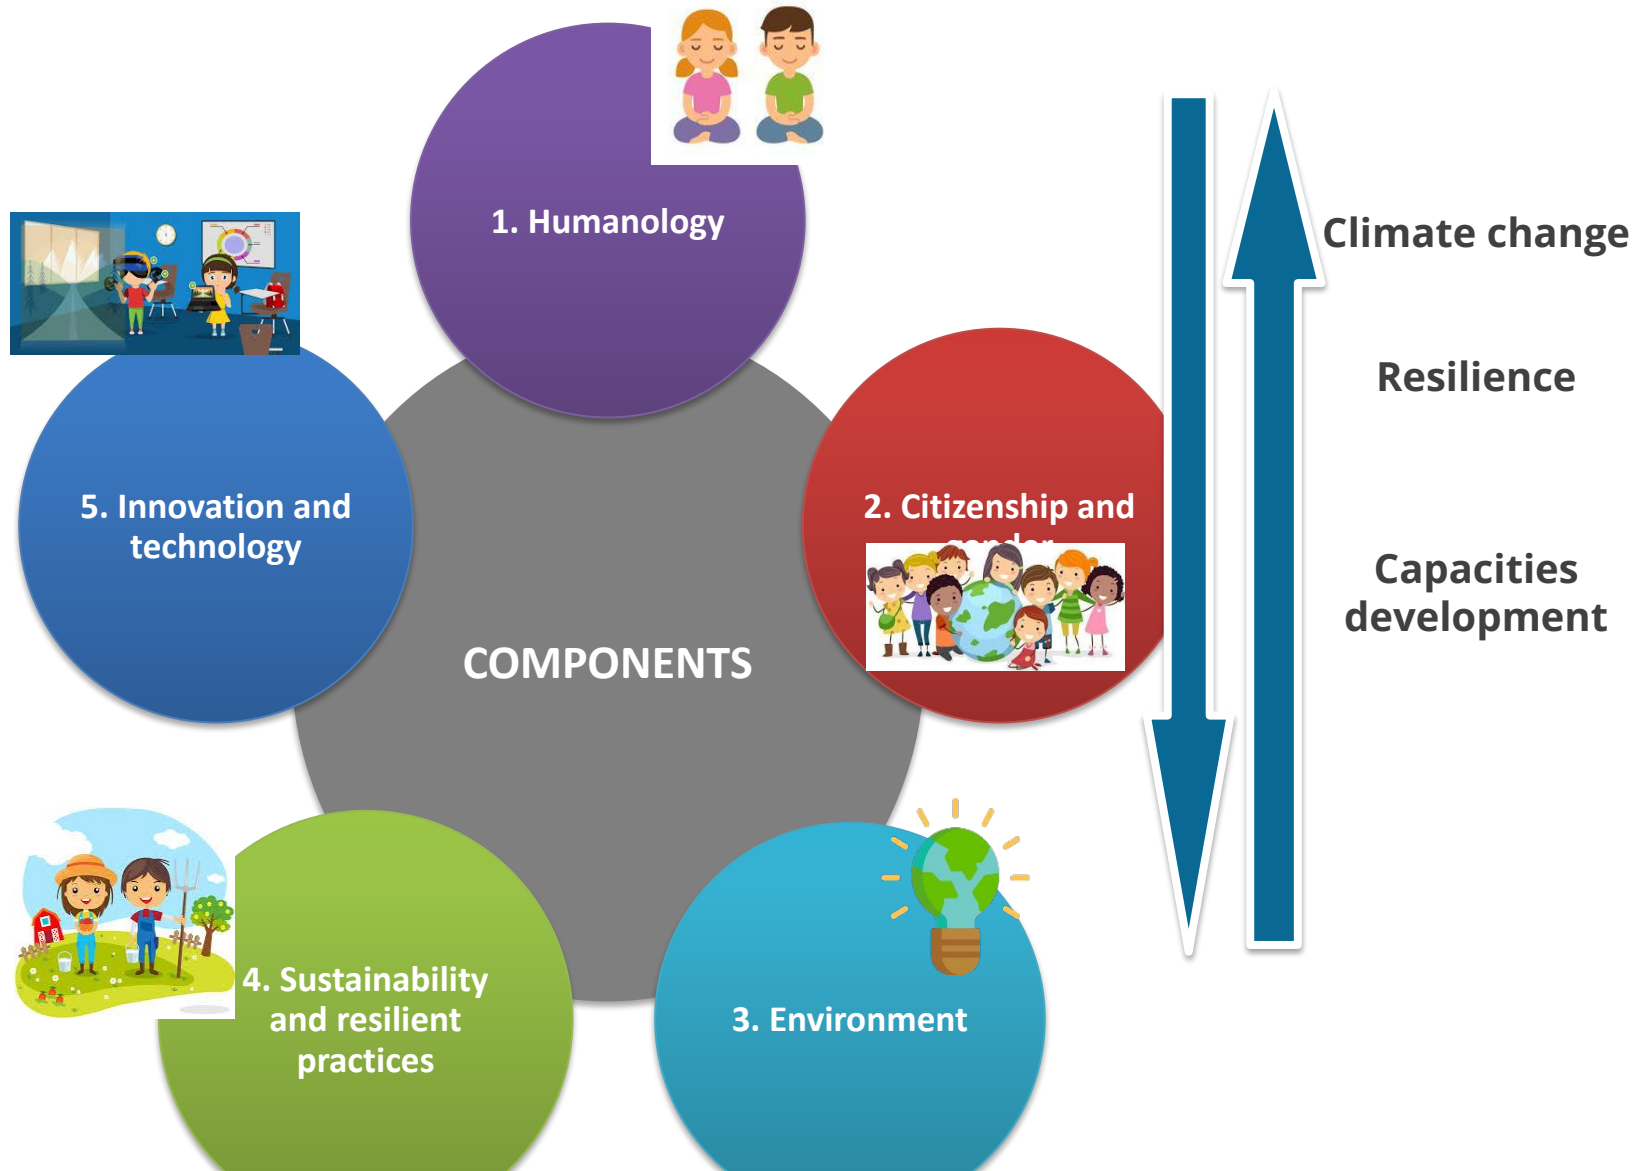 1. Humanology
2. Citizenship and
3. Environment
4. Sustainability
and resilient
practices
5. Innovation and
technology
COMPONENTS
Climate change
Resilience
Capacities
development